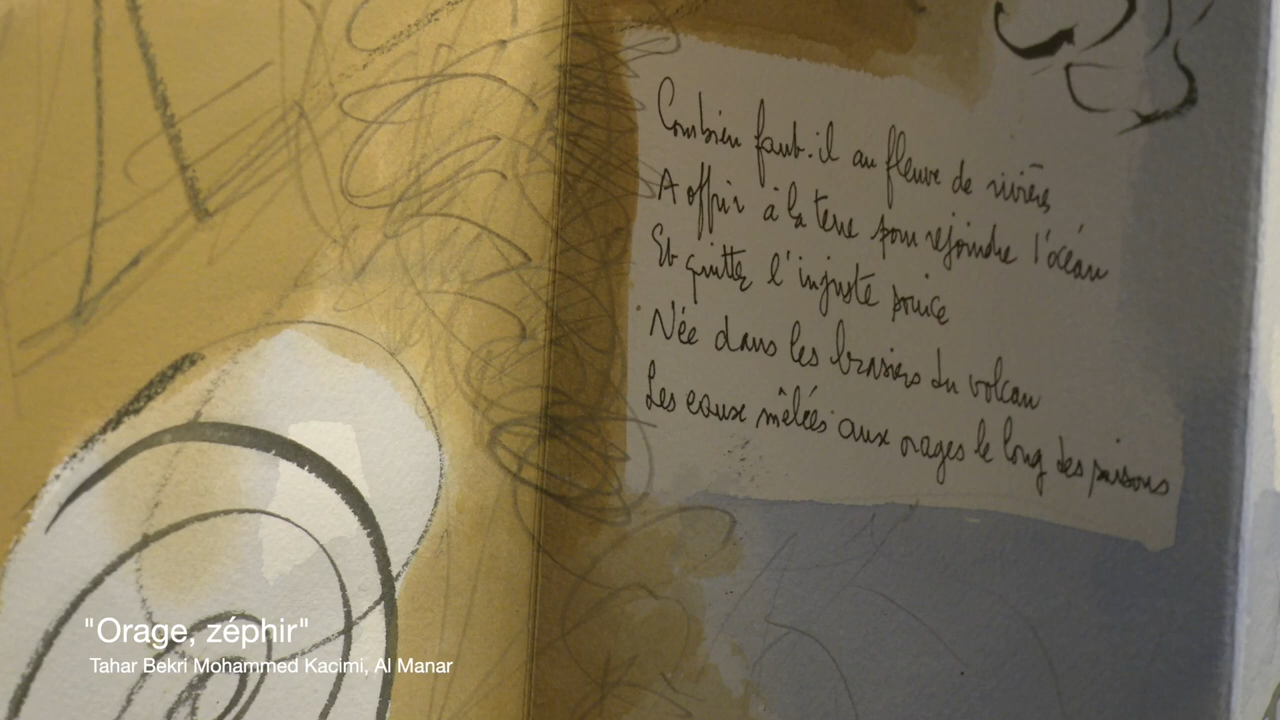 Combien faut-il au fleuve de rivières
A offrir à la terre pour rejoindre l'océan
Et quitter l'injuste source
Née dans les brasiers du volcan
Les eaux mêlées aux orages le long des saisons
"Orage, zéphir"
Tahar Bekri Mohammed Kacimi, Al Manar